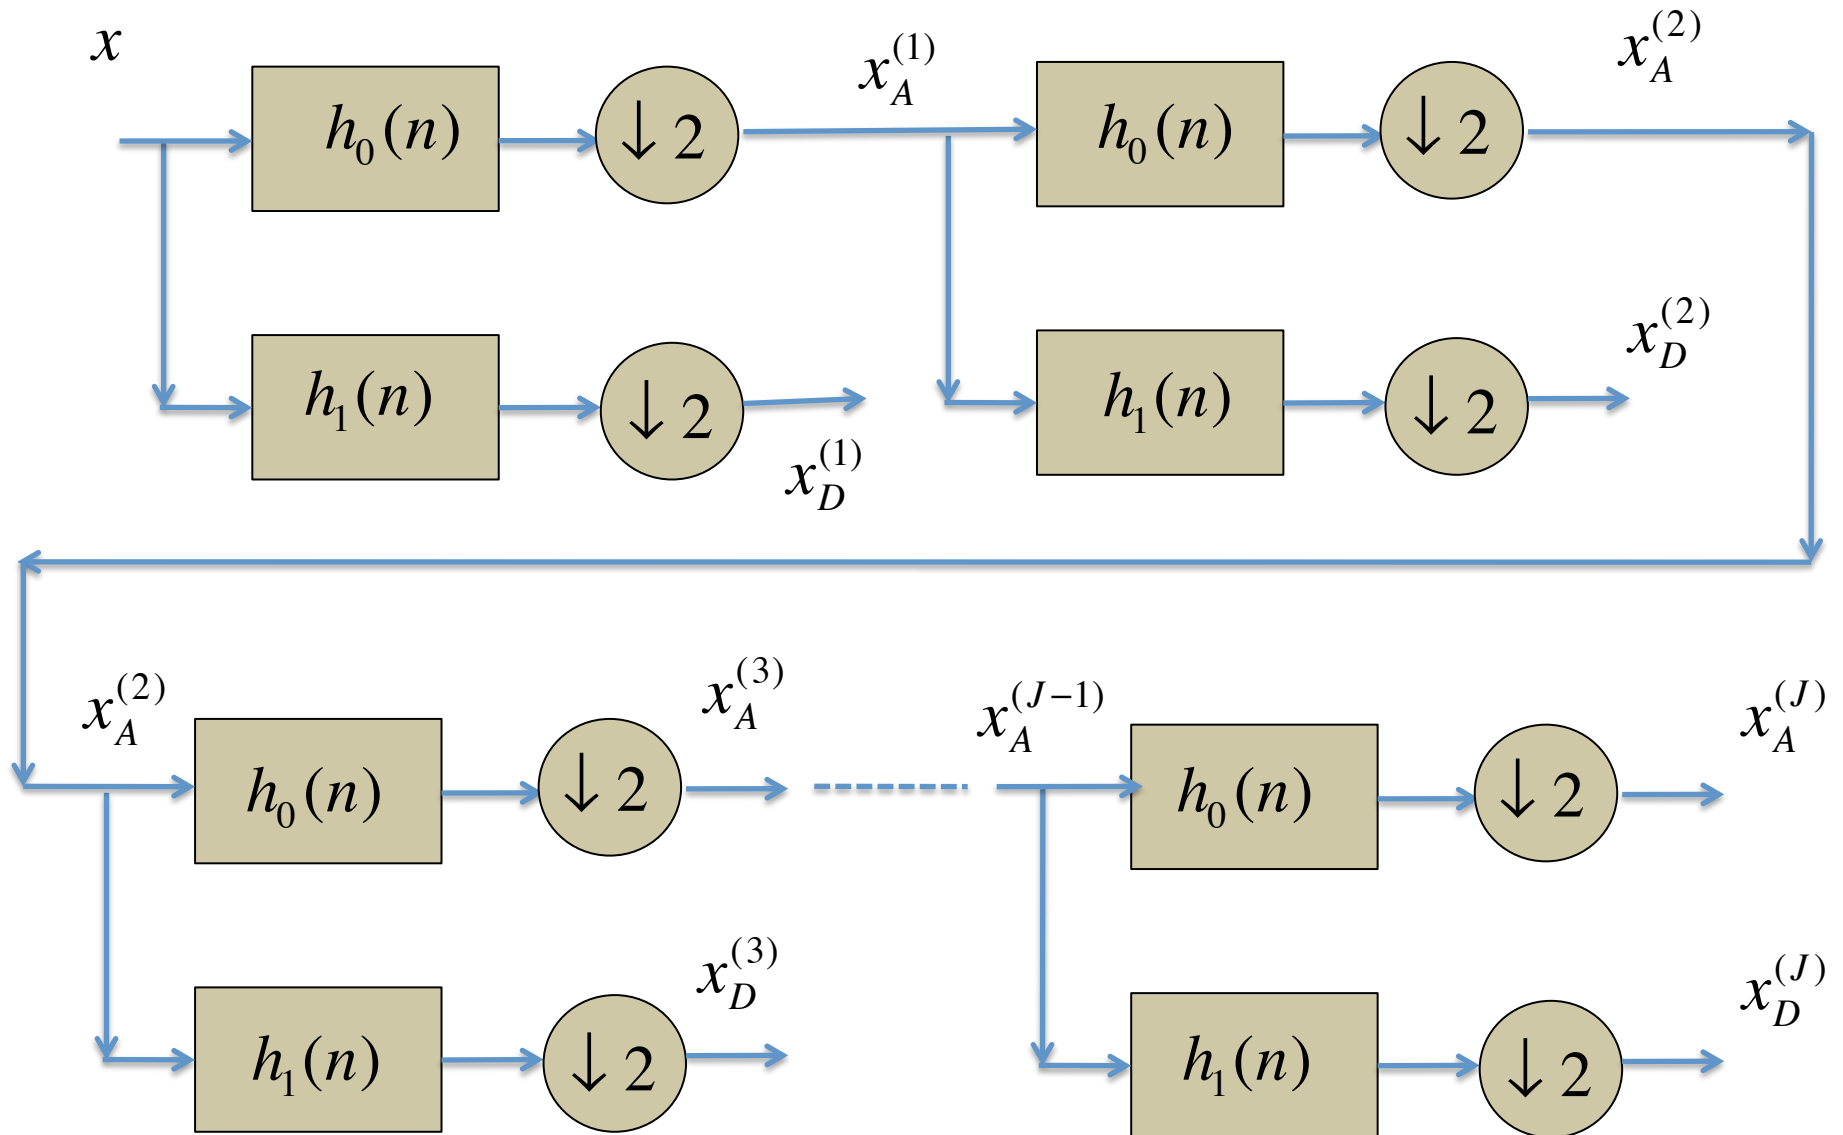 x
h₀(n)
↓2
x_A^(1)
h₀(n)
↓2
x_A^(2)
h₁(n)
↓2
x_D^(1)
h₁(n)
↓2
x_D^(2)
x_A^(2)
h₀(n)
↓2
x_A^(3)
x_A^(J−1)
h₀(n)
↓2
x_A^(J)
h₁(n)
↓2
x_D^(3)
h₁(n)
↓2
x_D^(J)